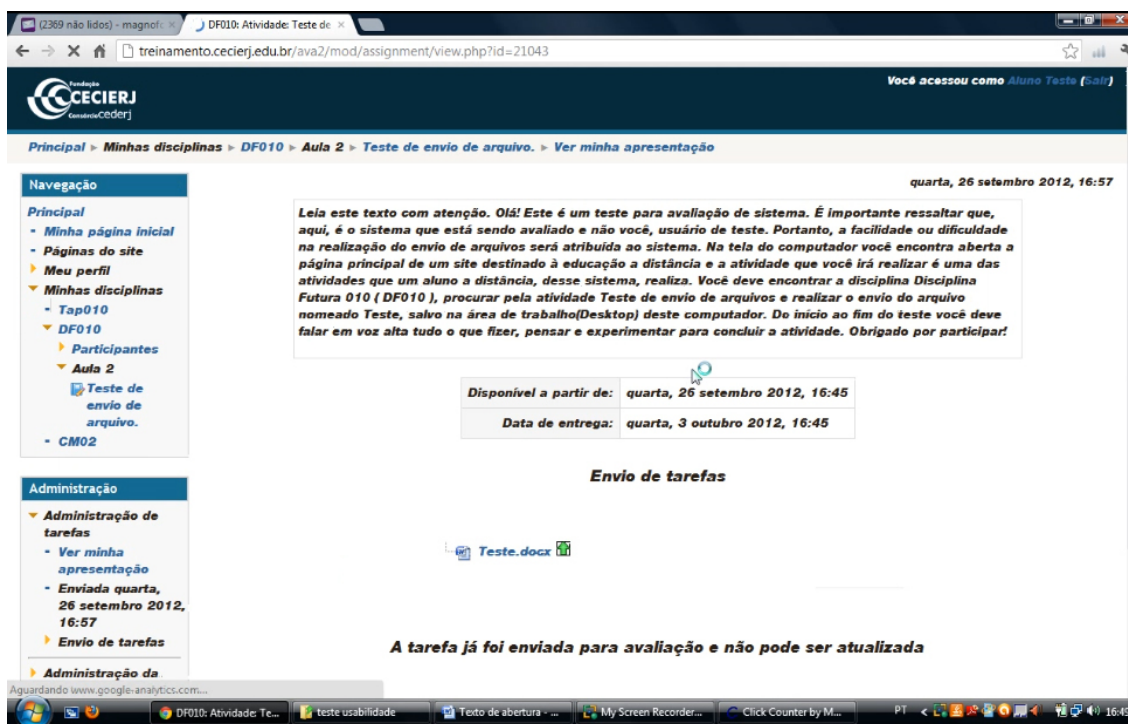 (2369 não lidos) - magnofc
DF010: Atividade: Teste de
treinamento.cecierj.edu.br/ava2/mod/assignment/view.php?id=21043
Fundação
CECIERJ
Consórcio Cederj
Você acessou como Aluno Teste (Sair)
Principal ► Minhas disciplinas ► DF010 ► Aula 2 ► Teste de envio de arquivo. ► Ver minha apresentação
Navegação
Principal
Minha página inicial
Páginas do site
Meu perfil
Minhas disciplinas
Tap010
DF010
Participantes
Aula 2
Teste de
envio de
arquivo.
CM02
Administração
Administração de
tarefas
Ver minha
apresentação
Enviada quarta,
26 setembro 2012,
16:57
Envio de tarefas
Administração da
quarta, 26 setembro 2012, 16:57
Leia este texto com atenção. Olá! Este é um teste para avaliação de sistema. É importante ressaltar que,
aqui, é o sistema que está sendo avaliado e não você, usuário de teste. Portanto, a facilidade ou dificuldade
na realização do envio de arquivos será atribuída ao sistema. Na tela do computador você encontra aberta a
página principal de um site destinado à educação a distância e a atividade que você irá realizar é uma das
atividades que um aluno a distância, desse sistema, realiza. Você deve encontrar a disciplina Disciplina
Futura 010 ( DF010 ), procurar pela atividade Teste de envio de arquivos e realizar o envio do arquivo
nomeado Teste, salvo na área de trabalho(Desktop) deste computador. Do início ao fim do teste você deve
falar em voz alta tudo o que fizer, pensar e experimentar para concluir a atividade. Obrigado por participar!
Disponível a partir de: quarta, 26 setembro 2012, 16:45
Data de entrega: quarta, 3 outubro 2012, 16:45
Envio de tarefas
Teste.docx
A tarefa já foi enviada para avaliação e não pode ser atualizada
Aguardando www.google-analytics.com...
DF010: Atividade: Te...
teste usabilidade
Texto de abertura - ...
My Screen Recorder...
Click Counter by M...
PT
16:49